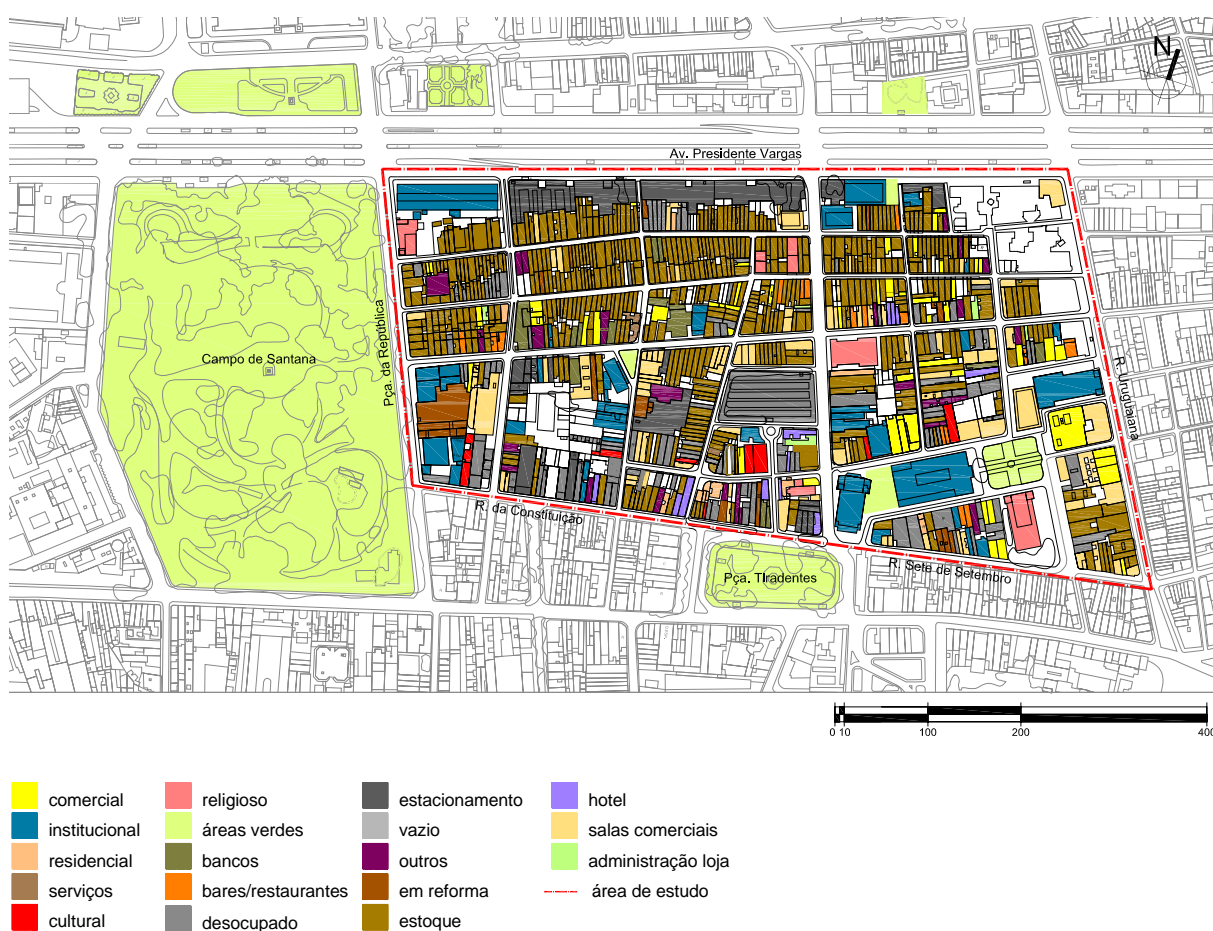 N
Av. Presidente Vargas
Campo de Santana
Pça. da República
R. Uruguaiana
R. da Constituição
R. Sete de Setembro
Pça. TIradentes
0 10 100 200 400
comercial
institucional
residencial
serviços
cultural
religioso
áreas verdes
bancos
bares/restaurantes
desocupado
estacionamento
vazio
outros
em reforma
estoque
hotel
salas comerciais
administração loja
área de estudo